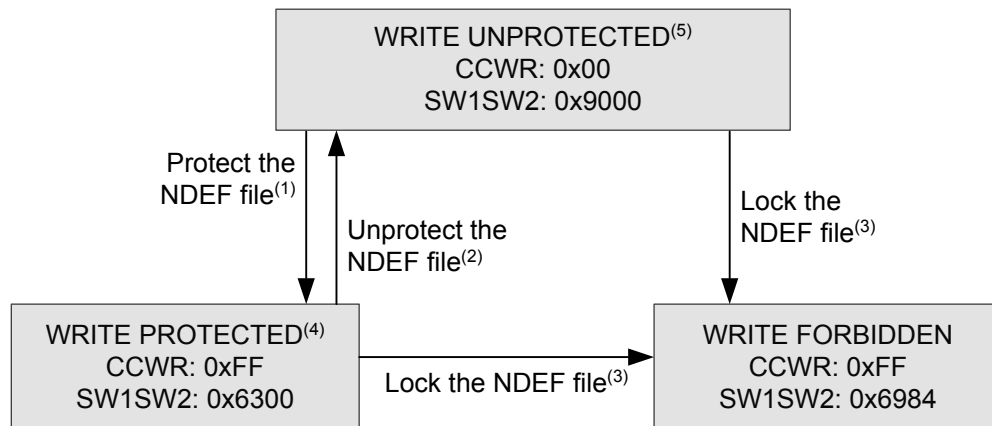 WRITE UNPROTECTED(5)
CCWR: 0x00
SW1SW2: 0x9000
Protect the
NDEF file(1)
Unprotect the
NDEF file(2)
Lock the
NDEF file(3)
WRITE PROTECTED(4)
CCWR: 0xFF
SW1SW2: 0x6300
Lock the NDEF file(3)
WRITE FORBIDDEN
CCWR: 0xFF
SW1SW2: 0x6984